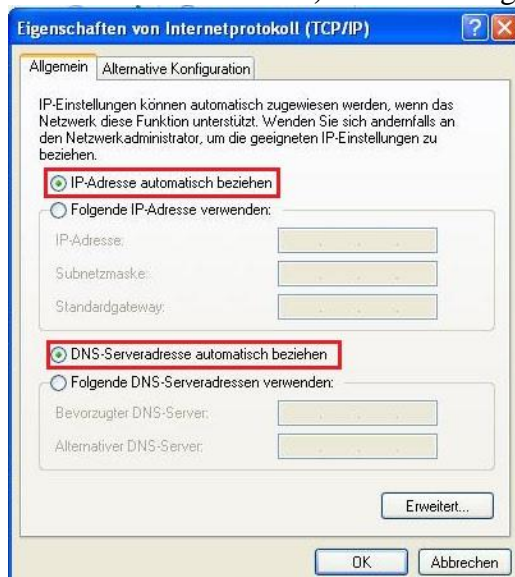 Eigenschaften von Internetprotokoll (TCP/IP)
Allgemein
Alternative Konfiguration
IP-Einstellungen können automatisch zugewiesen werden, wenn das
Netzwerk diese Funktion unterstützt. Wenden Sie sich andernfalls an
den Netzwerkadministrator, um die geeigneten IP-Einstellungen zu
beziehen.
IP-Adresse automatisch beziehen
Folgende IP-Adresse verwenden:
IP-Adresse:
Subnetzmaske:
Standardgateway:
DNS-Serveradresse automatisch beziehen
Folgende DNS-Serveradressen verwenden:
Bevorzugter DNS-Server:
Alternativer DNS-Server:
Erweitert...
OK
Abbrechen